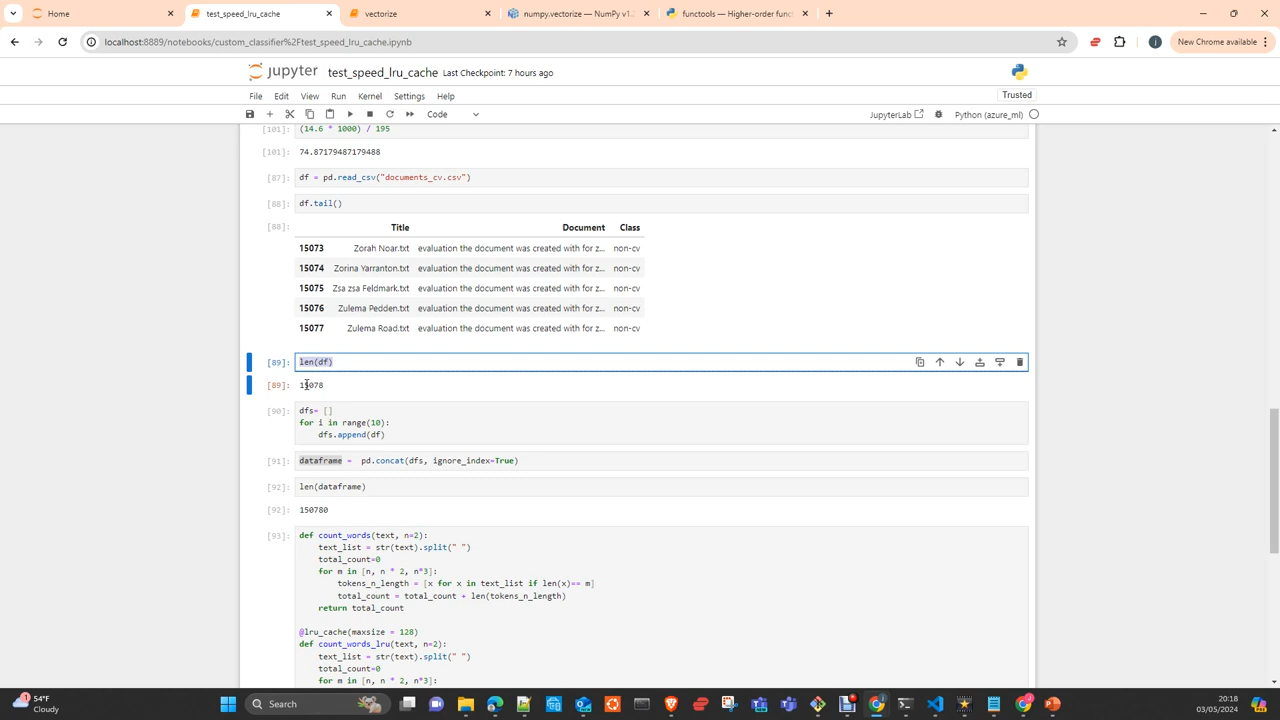 Home
test_speed_lru_cache
vectorize
numpy.vectorize — NumPy v1.2
functools — Higher-order funct
localhost:8889/notebooks/custom_classifier%2Ftest_speed_lru_cache.ipynb
New Chrome available
jupyter test_speed_lru_cache Last Checkpoint: 7 hours ago
File Edit View Run Kernel Settings Help
Trusted
Code
JupyterLab
Python (azure_ml)
[101]: (14.6 * 1000) / 195
[101]: 74.87179487179488
[87]: df = pd.read_csv("documents_cv.csv")
[88]: df.tail()
[88]: Title Document Class
15073 Zorah Noar.txt evaluation the document was created with for z... non-cv
15074 Zorina Yarranton.txt evaluation the document was created with for z... non-cv
15075 Zsa zsa Feldmark.txt evaluation the document was created with for z... non-cv
15076 Zulema Pedden.txt evaluation the document was created with for z... non-cv
15077 Zulema Road.txt evaluation the document was created with for z... non-cv
[89]: len(df)
[89]: 15078
[90]: dfs= []
for i in range(10):
dfs.append(df)
[91]: dataframe = pd.concat(dfs, ignore_index=True)
[92]: len(dataframe)
[92]: 150780
[93]: def count_words(text, n=2):
text_list = str(text).split(" ")
total_count=0
for m in [n, n * 2, n*3]:
tokens_n_length = [x for x in text_list if len(x)== m]
total_count = total_count + len(tokens_n_length)
return total_count
@lru_cache(maxsize = 128)
def count_words_lru(text, n=2):
text_list = str(text).split(" ")
total_count=0
for m in [n, n * 2, n*3]:
54°F
Cloudy
Search
20:18
03/05/2024